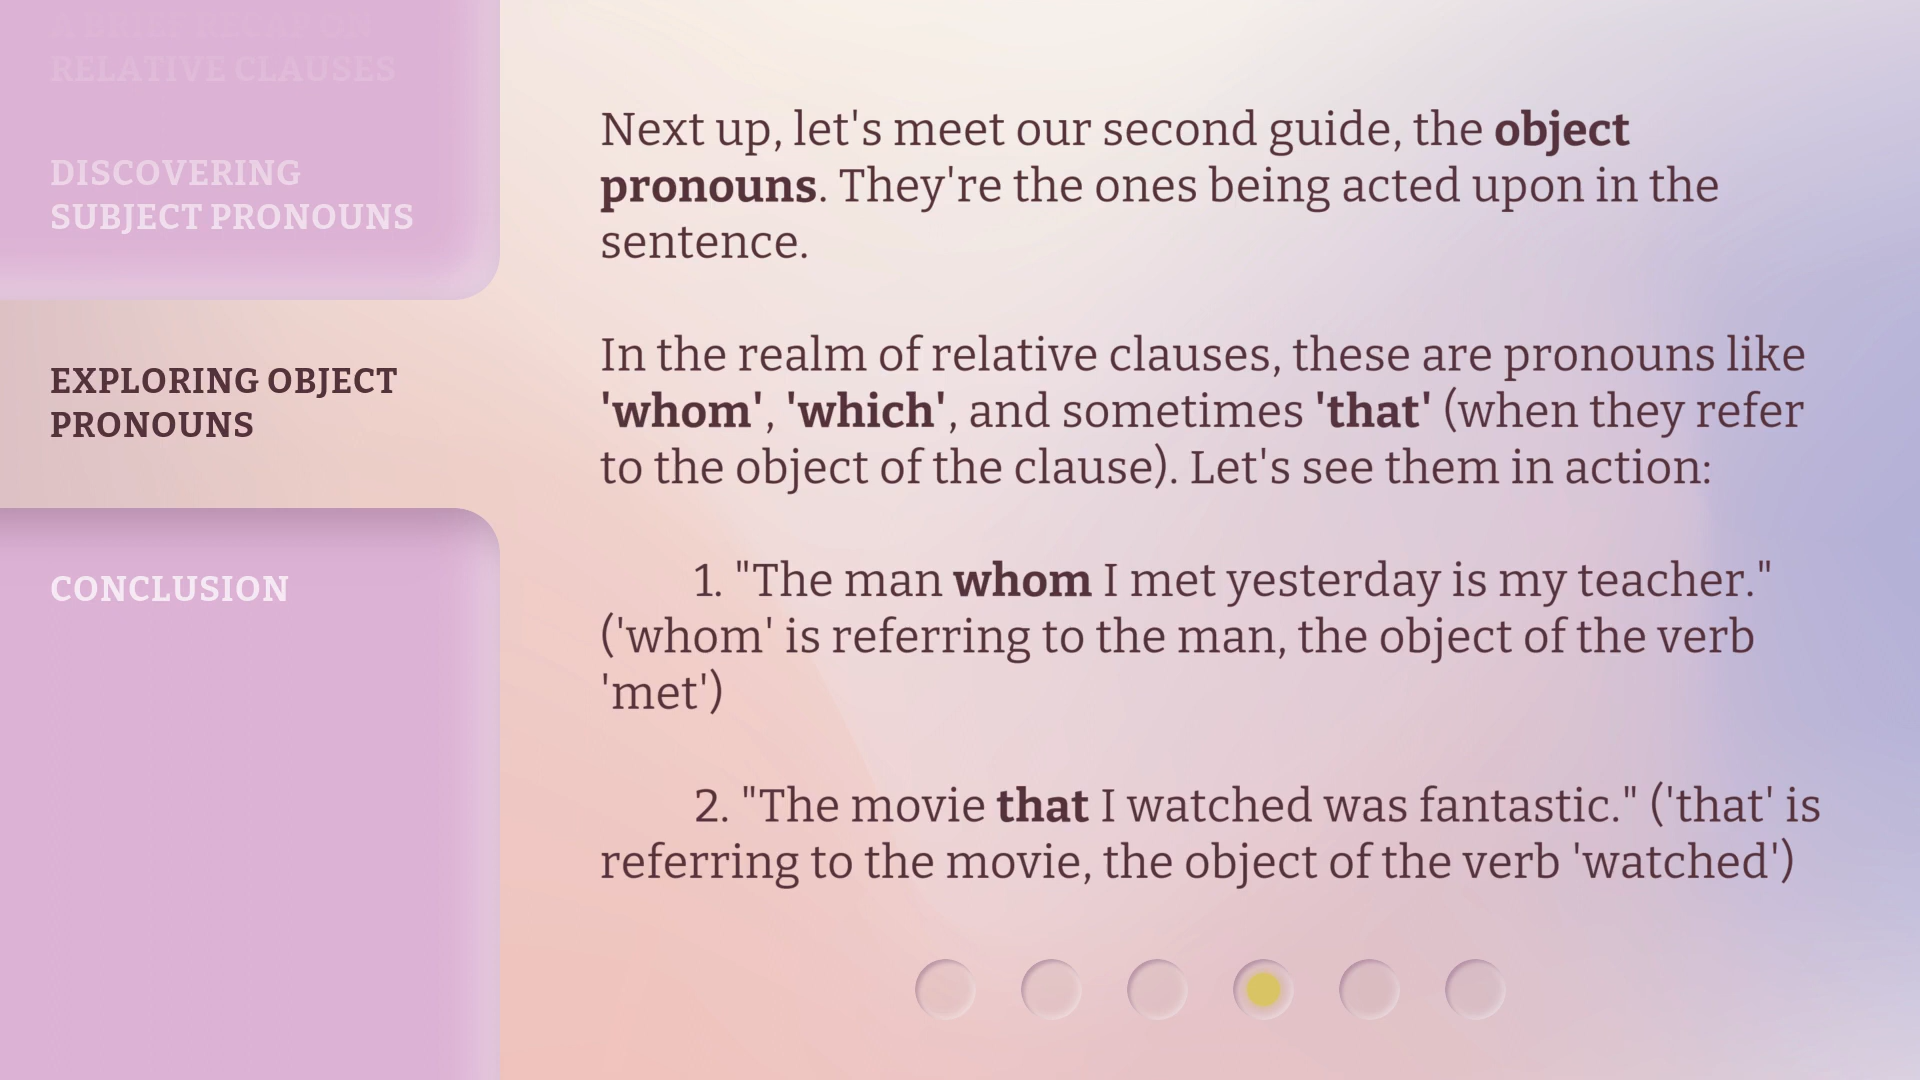 RELATIVE CLAUSES
DISCOVERING
SUBJECT PRONOUNS
EXPLORING OBJECT
PRONOUNS
CONCLUSION
Next up, let's meet our second guide, the object
pronouns. They're the ones being acted upon in the
sentence.
In the realm of relative clauses, these are pronouns like
'whom', 'which', and sometimes 'that' (when they refer
to the object of the clause). Let's see them in action:
1. "The man whom I met yesterday is my teacher."
('whom' is referring to the man, the object of the verb
'met')
2. "The movie that I watched was fantastic." ('that' is
referring to the movie, the object of the verb 'watched')